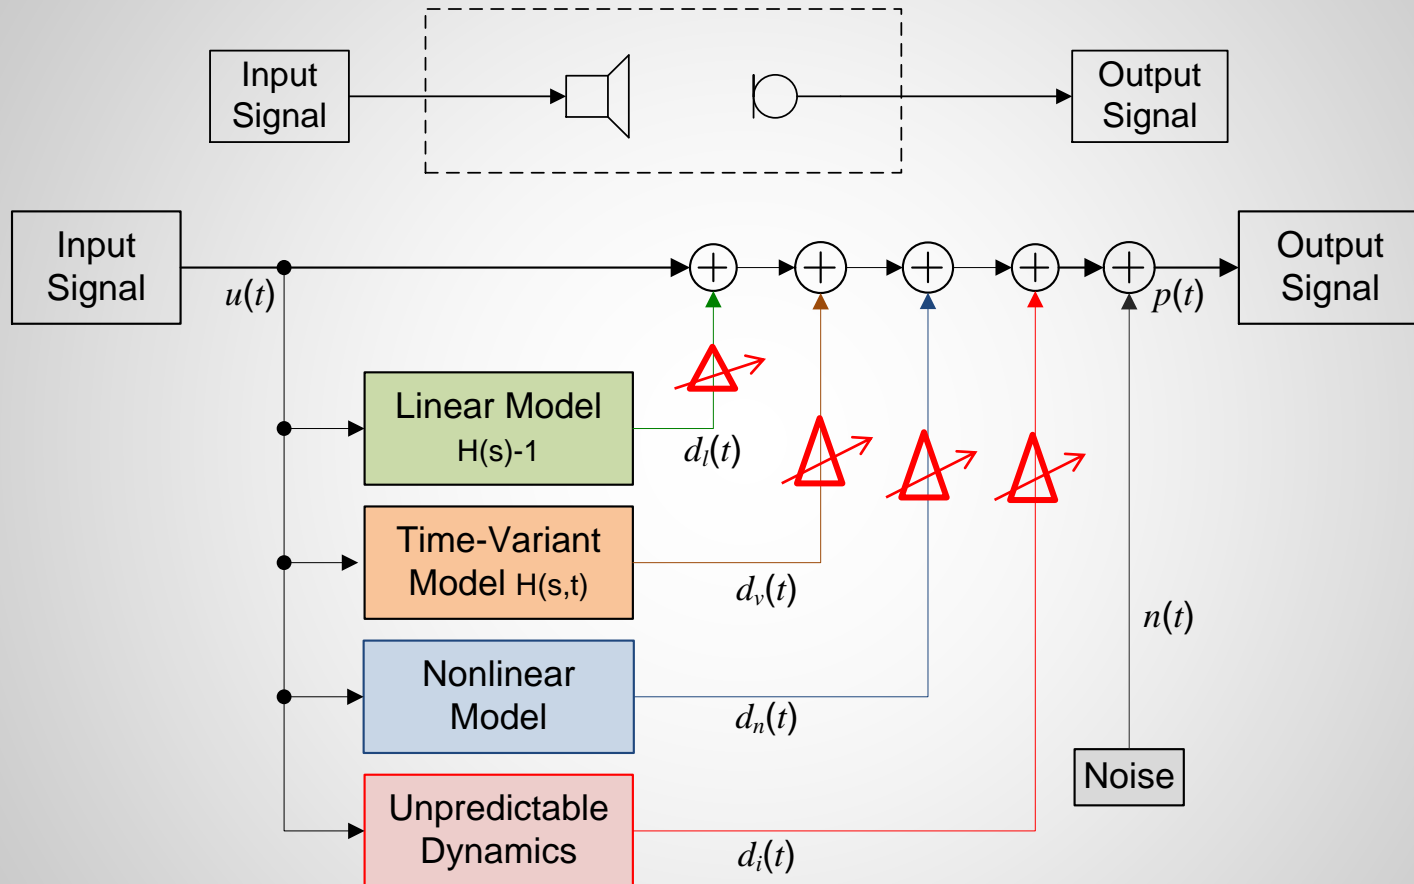 Input
Signal
Output
Signal
Input
Signal
u(t)
p(t)
Output
Signal
Linear Model
H(s)-1
d_l(t)
Time-Variant
Model H(s,t)
d_v(t)
n(t)
Nonlinear
Model
d_n(t)
Noise
Unpredictable
Dynamics
d_i(t)